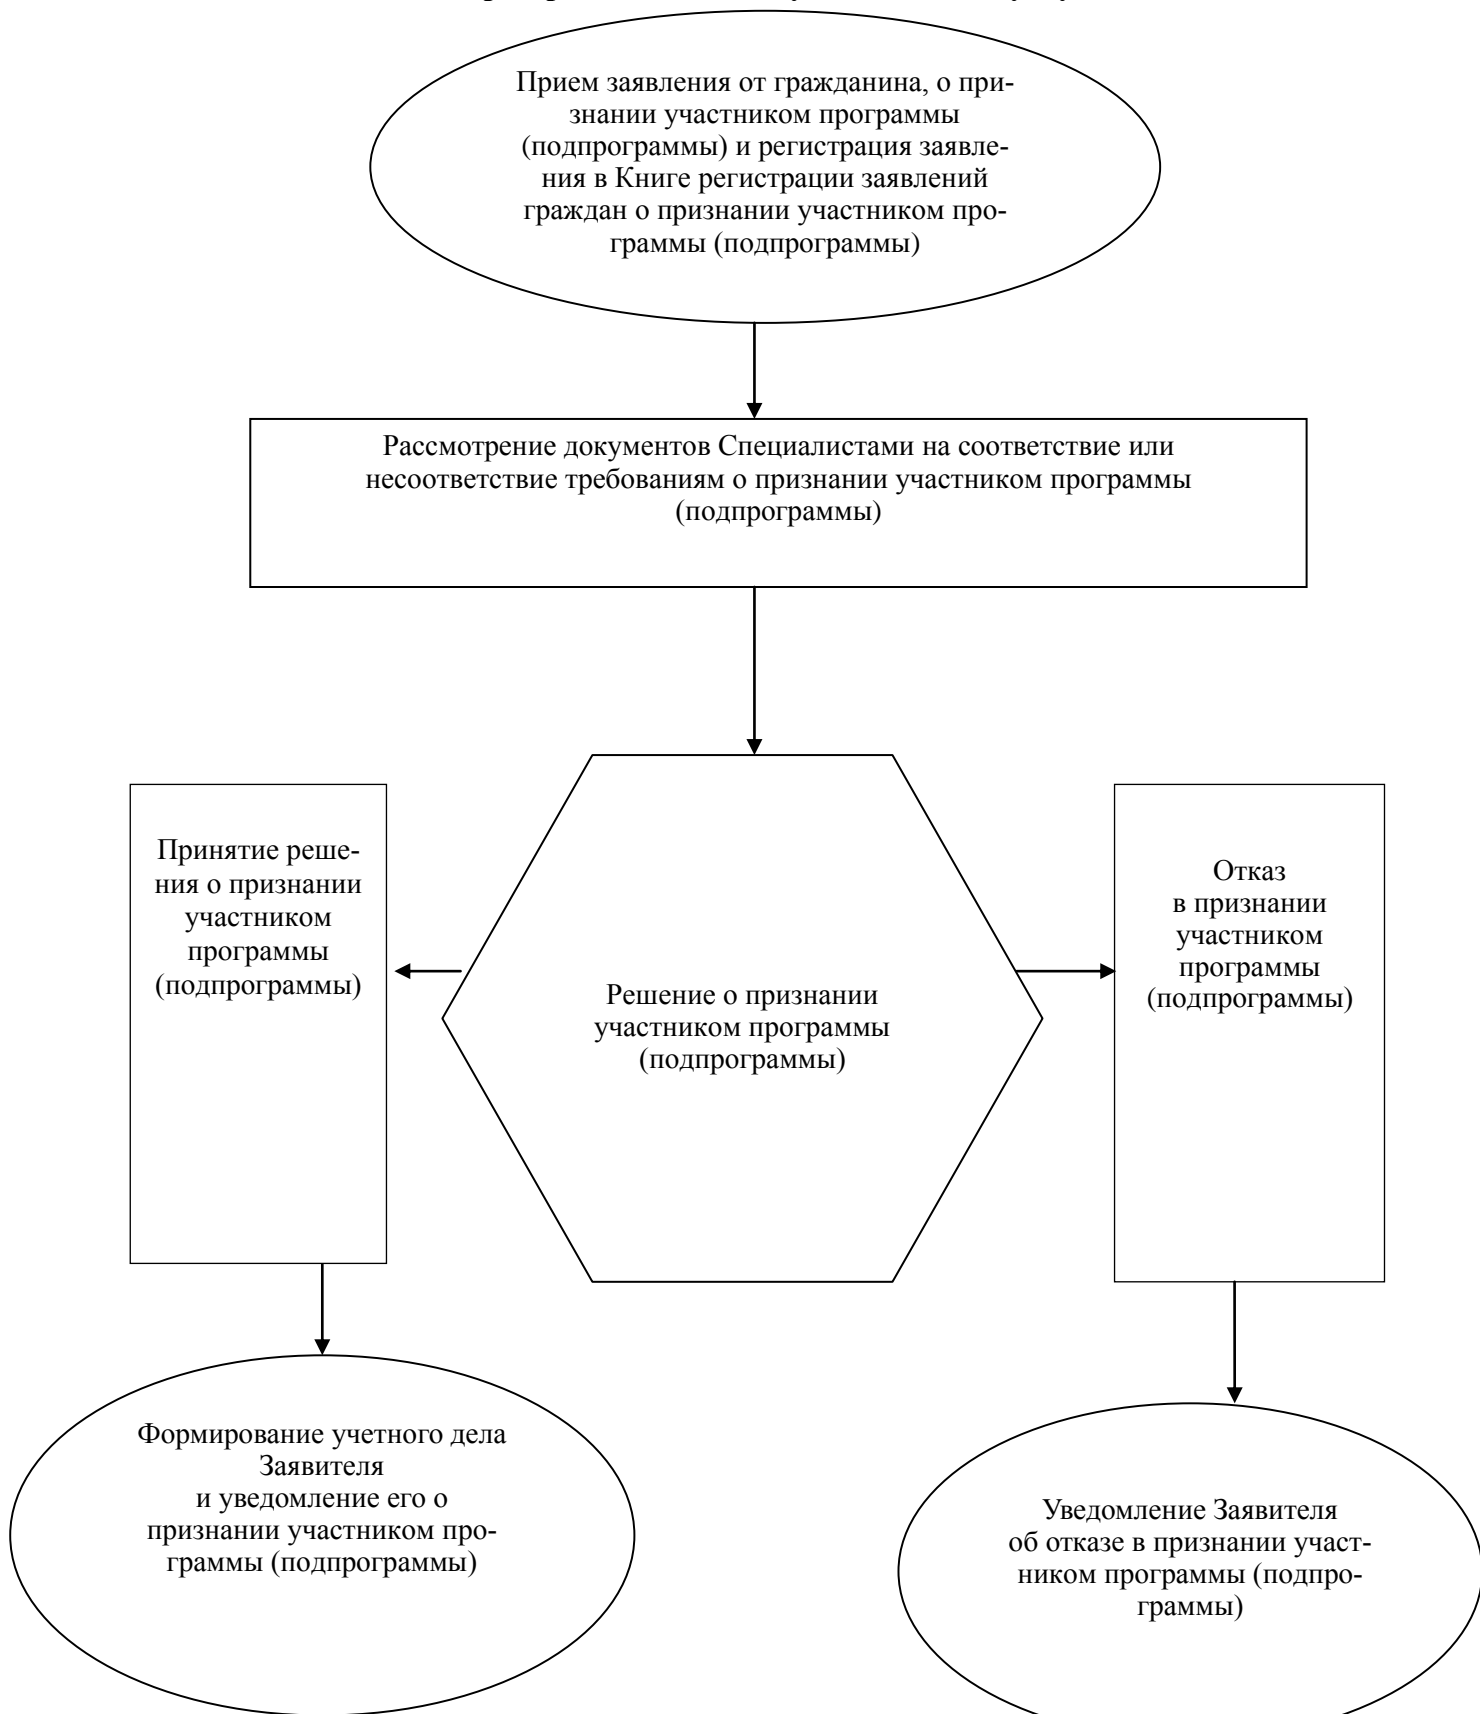 Прием заявления от гражданина, о при-
знании участником программы
(подпрограммы) и регистрация заявле-
ния в Книге регистрации заявлений
граждан о признании участником про-
граммы (подпрограммы)
Рассмотрение документов Специалистами на соответствие или
несоответствие требованиям о признании участником программы
(подпрограммы)
Принятие реше-
ния о признании
участником
программы
(подпрограммы)
Решение о признании
участником программы
(подпрограммы)
Отказ
в признании
участником
программы
(подпрограммы)
Формирование учетного дела
Заявителя
и уведомление его о
признании участником про-
граммы (подпрограммы)
Уведомление Заявителя
об отказе в признании участ-
ником программы (подпро-
граммы)